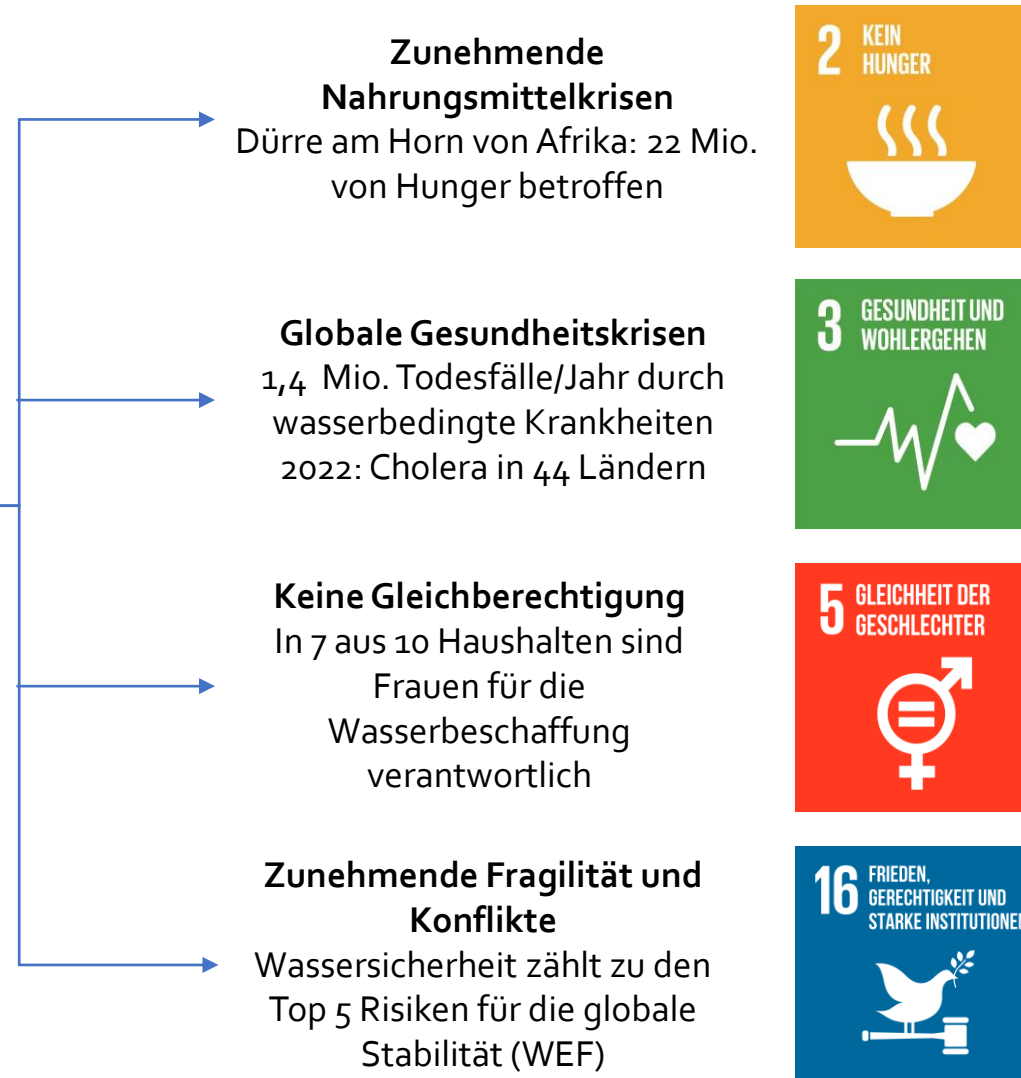 Zunehmende
Nahrungsmittelkrisen
Dürre am Horn von Afrika: 22 Mio.
von Hunger betroffen
2 KEIN
HUNGER
Globale Gesundheitskrisen
1,4 Mio. Todesfälle/Jahr durch
wasserbedingte Krankheiten
2022: Cholera in 44 Ländern
3 GESUNDHEIT UND
WOHLERGEHEN
Keine Gleichberechtigung
In 7 aus 10 Haushalten sind
Frauen für die
Wasserbeschaffung
verantwortlich
5 GLEICHHEIT DER
GESCHLECHTER
Zunehmende Fragilität und
Konflikte
Wassersicherheit zählt zu den
Top 5 Risiken für die globale
Stabilität (WEF)
16 FRIEDEN,
GERECHTIGKEIT UND
STARKE INSTITUTIONEN